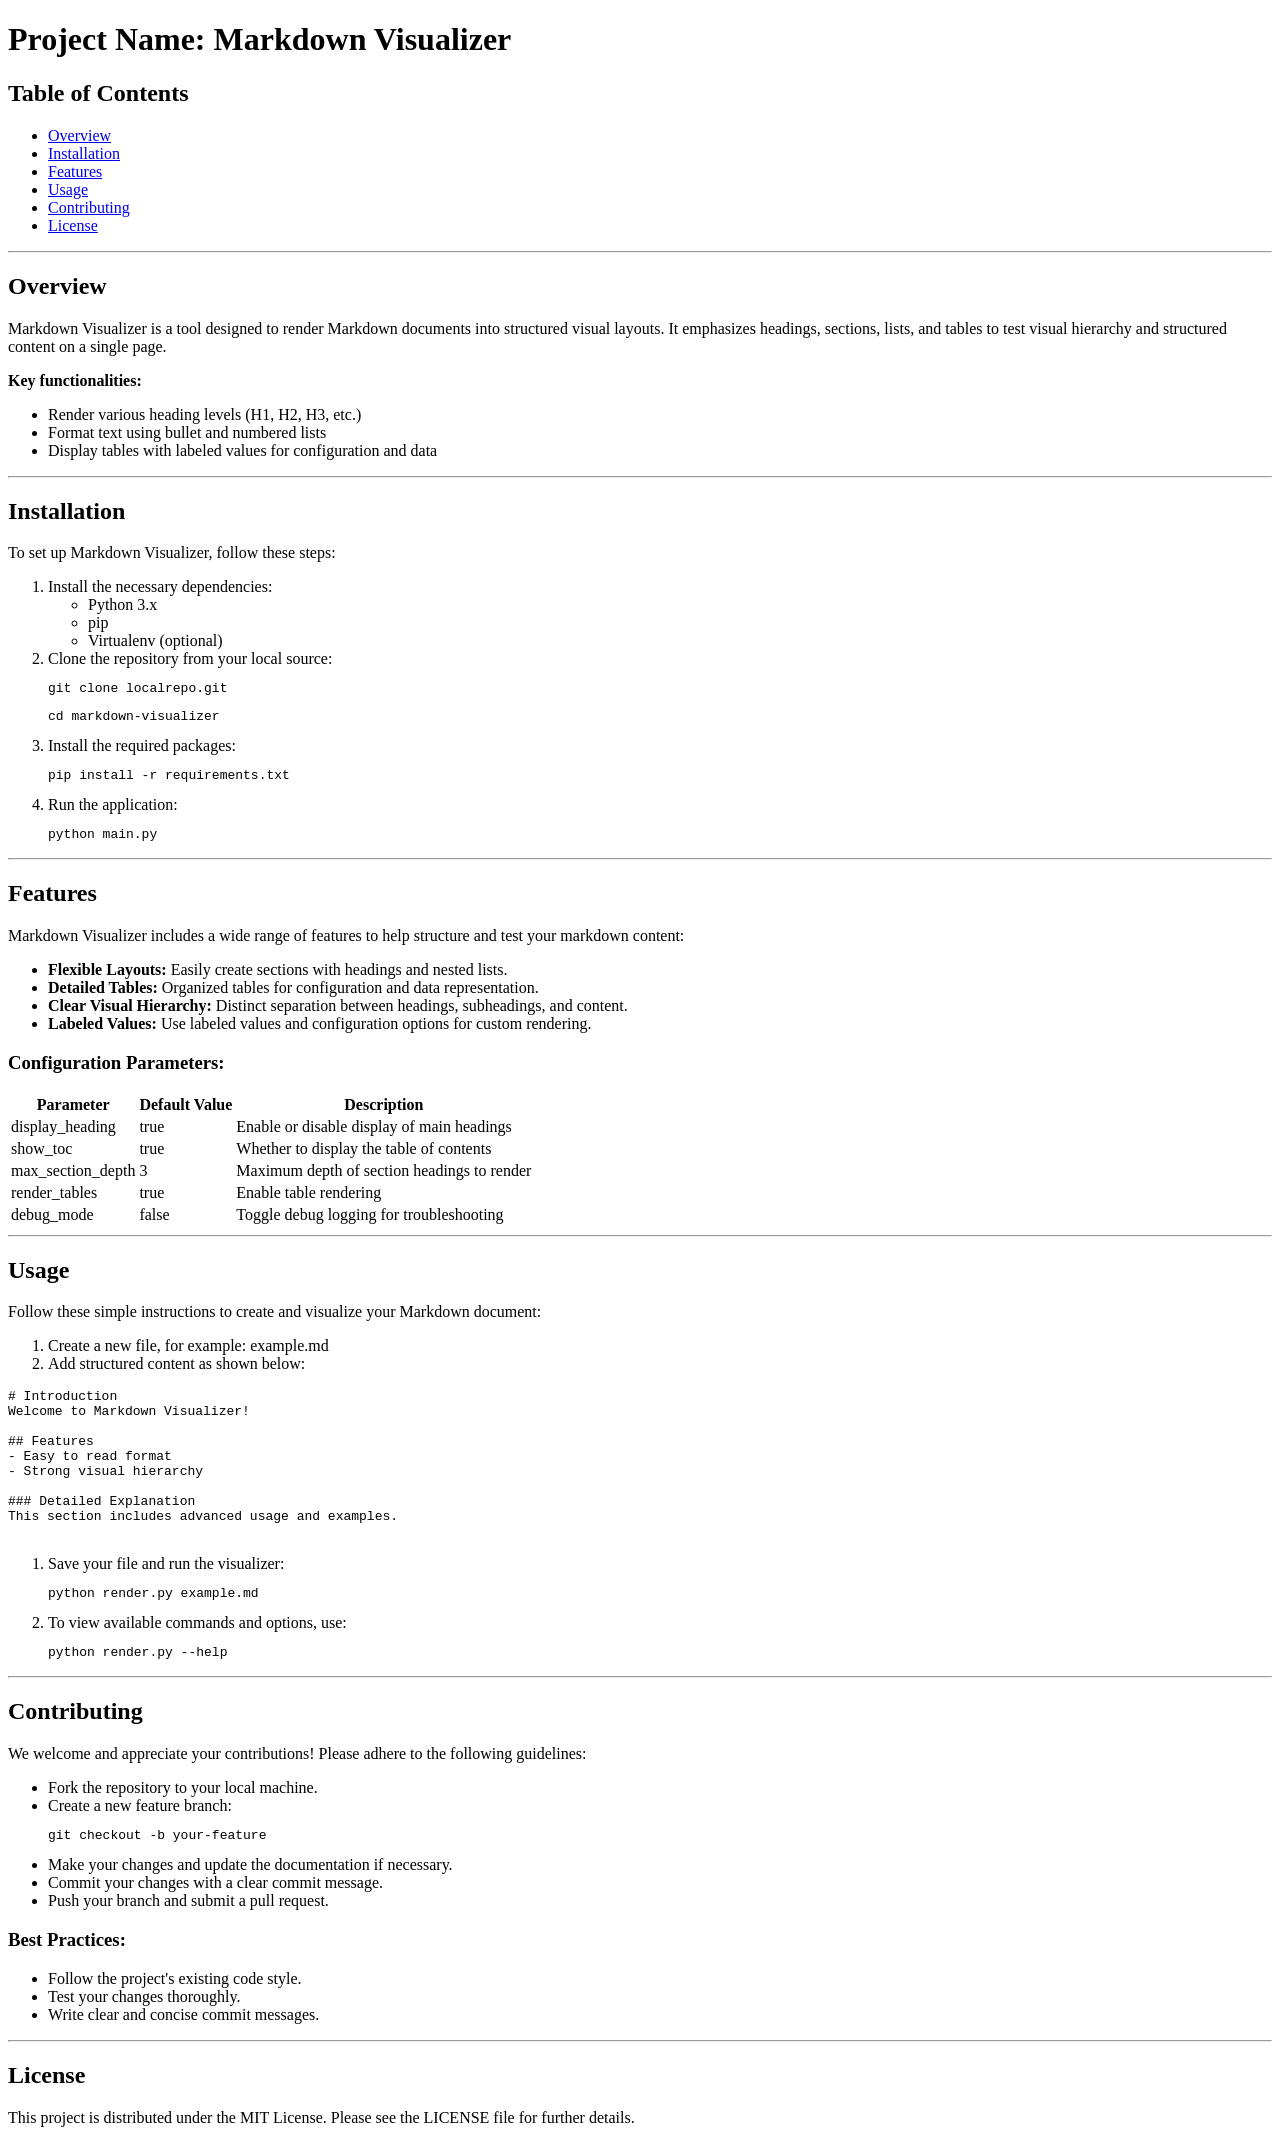 Project Name: Markdown Visualizer
Table of Contents
Overview
Installation
Features
Usage
Contributing
License
Overview
Markdown Visualizer is a tool designed to render Markdown documents into structured visual layouts. It emphasizes headings, sections, lists, and tables to test visual hierarchy and structured
content on a single page.
Key functionalities:
Render various heading levels (H1, H2, H3, etc.)
Format text using bullet and numbered lists
Display tables with labeled values for configuration and data
Installation
To set up Markdown Visualizer, follow these steps:
1. Install the necessary dependencies:
Python 3.x
pip
Virtualenv (optional)
2. Clone the repository from your local source:
git clone localrepo.git
cd markdown-visualizer
3. Install the required packages:
pip install -r requirements.txt
4. Run the application:
python main.py
Features
Markdown Visualizer includes a wide range of features to help structure and test your markdown content:
Flexible Layouts: Easily create sections with headings and nested lists.
Detailed Tables: Organized tables for configuration and data representation.
Clear Visual Hierarchy: Distinct separation between headings, subheadings, and content.
Labeled Values: Use labeled values and configuration options for custom rendering.
Configuration Parameters:
Parameter Default Value Description
display_heading true Enable or disable display of main headings
show_toc true Whether to display the table of contents
max_section_depth 3 Maximum depth of section headings to render
render_tables true Enable table rendering
debug_mode false Toggle debug logging for troubleshooting
Usage
Follow these simple instructions to create and visualize your Markdown document:
1. Create a new file, for example: example.md
2. Add structured content as shown below:
# Introduction
Welcome to Markdown Visualizer!
## Features
- Easy to read format
- Strong visual hierarchy
### Detailed Explanation
This section includes advanced usage and examples.
1. Save your file and run the visualizer:
python render.py example.md
2. To view available commands and options, use:
python render.py --help
Contributing
We welcome and appreciate your contributions! Please adhere to the following guidelines:
Fork the repository to your local machine.
Create a new feature branch:
git checkout -b your-feature
Make your changes and update the documentation if necessary.
Commit your changes with a clear commit message.
Push your branch and submit a pull request.
Best Practices:
Follow the project's existing code style.
Test your changes thoroughly.
Write clear and concise commit messages.
License
This project is distributed under the MIT License. Please see the LICENSE file for further details.